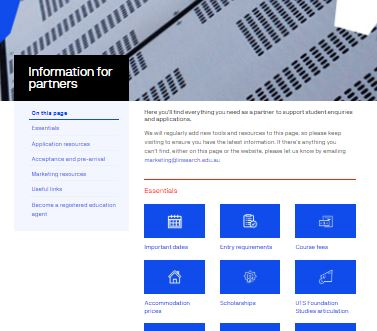 Information for
partners
On this page
Essentials
Application resources
Acceptance and pre-arrival
Marketing resources
Useful links
Become a registered education
agent
Here you'll find everything you need as a partner to support student enquiries
and applications.
We will regularly add new tools and resources to this page, so please keep
visiting to ensure you have the latest information. If there's anything you
can't find, either on this page or the website, please let us know by emailing
marketing@insearch.edu.au
Essentials
Important dates
Entry requirements
Course fees
Accommodation
prices
Scholarships
UTS Foundation
Studies articulation